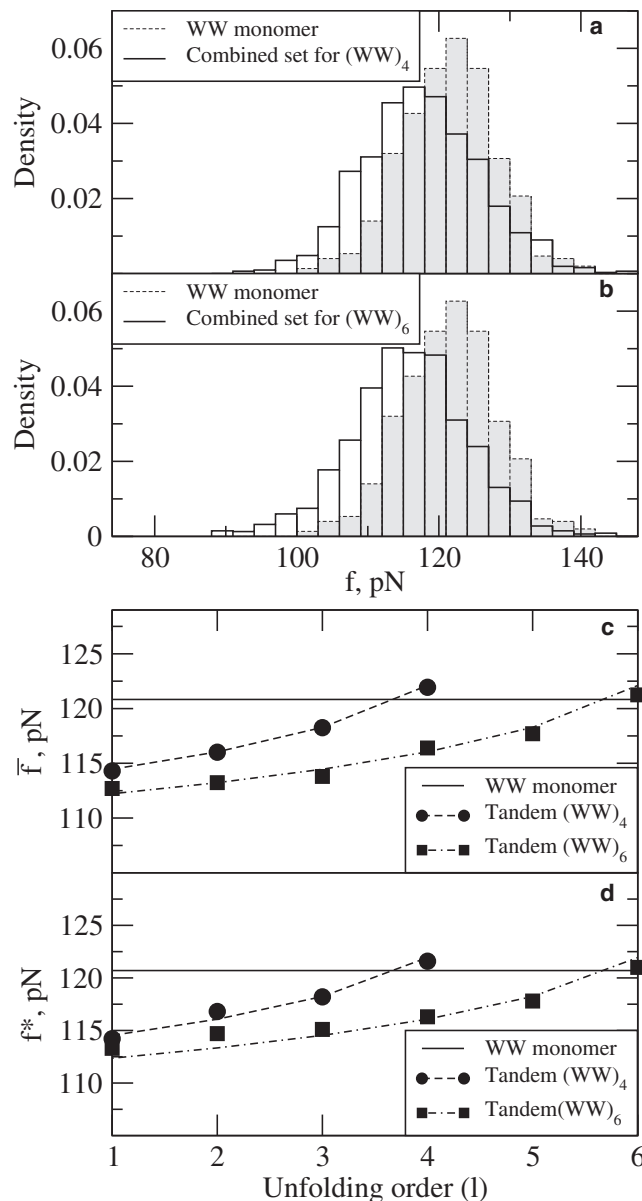 a
WW monomer
Combined set for (WW)4
0.06
0.04
0.02
Density
b
WW monomer
Combined set for (WW)6
0.06
0.04
0.02
0
Density
80 100 120 140
f, pN
c
125
120
115
110
f̅, pN
WW monomer
Tandem (WW)4
Tandem (WW)6
d
125
120
115
110
f*, pN
WW monomer
Tandem (WW)4
Tandem(WW)6
1 2 3 4 5 6
Unfolding order (l)